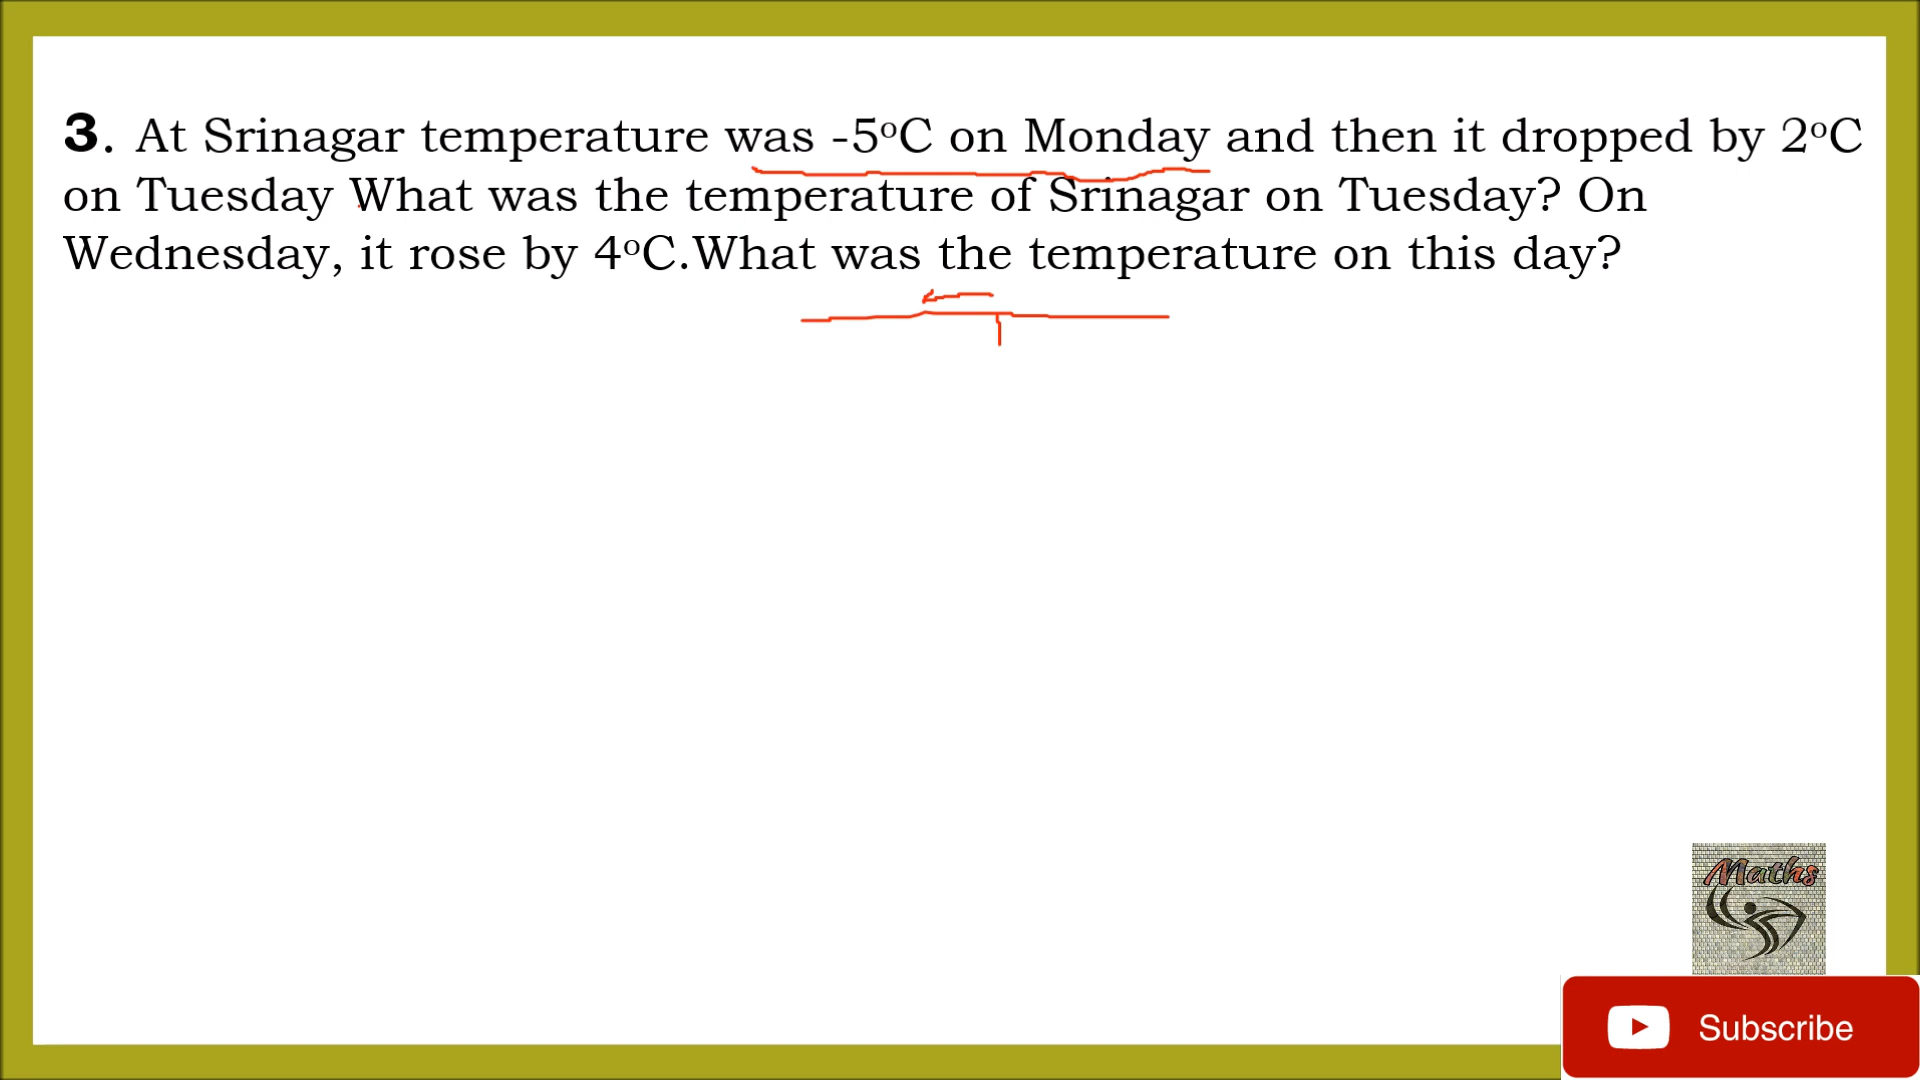 3. At Srinagar temperature was -5°C on Monday and then it dropped by 2°C
on Tuesday What was the temperature of Srinagar on Tuesday? On
Wednesday, it rose by 4°C.What was the temperature on this day?
Maths
Subscribe